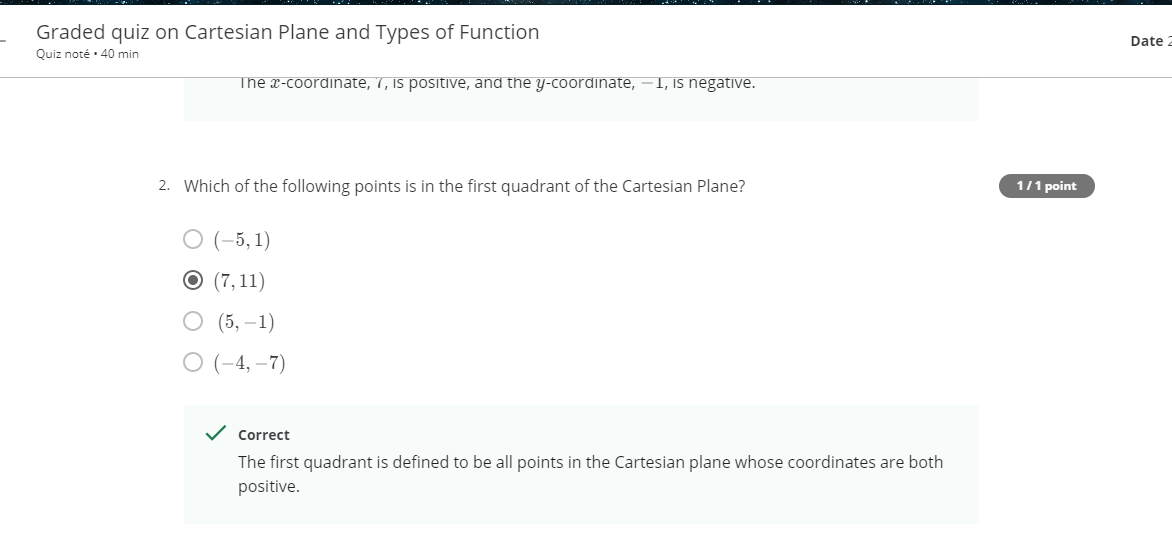 Graded quiz on Cartesian Plane and Types of Function
Quiz noté • 40 min
Date 2
The x-coordinate, 7, is positive, and the y-coordinate, −1, is negative.
2. Which of the following points is in the first quadrant of the Cartesian Plane?
1 / 1 point
(−5, 1)
(7, 11)
(5, −1)
(−4, −7)
Correct
The first quadrant is defined to be all points in the Cartesian plane whose coordinates are both
positive.